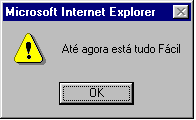 Microsoft Internet Explorer
Até agora está tudo Fácil
OK